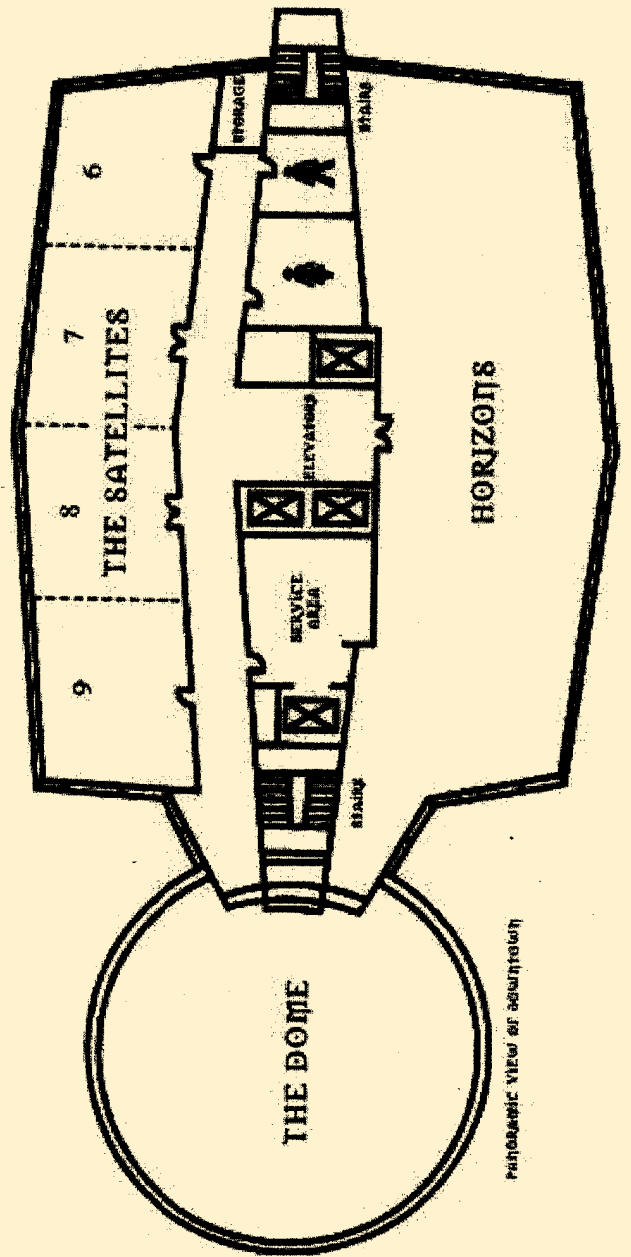 9 8 7 6
THE SATELLITES
STORAGE
THE DOME
SERVICE
AREA
ELEVATORS
STAIRS
STAIRS
HORIZONS
PANORAMIC VIEW OF DOWNTOWN